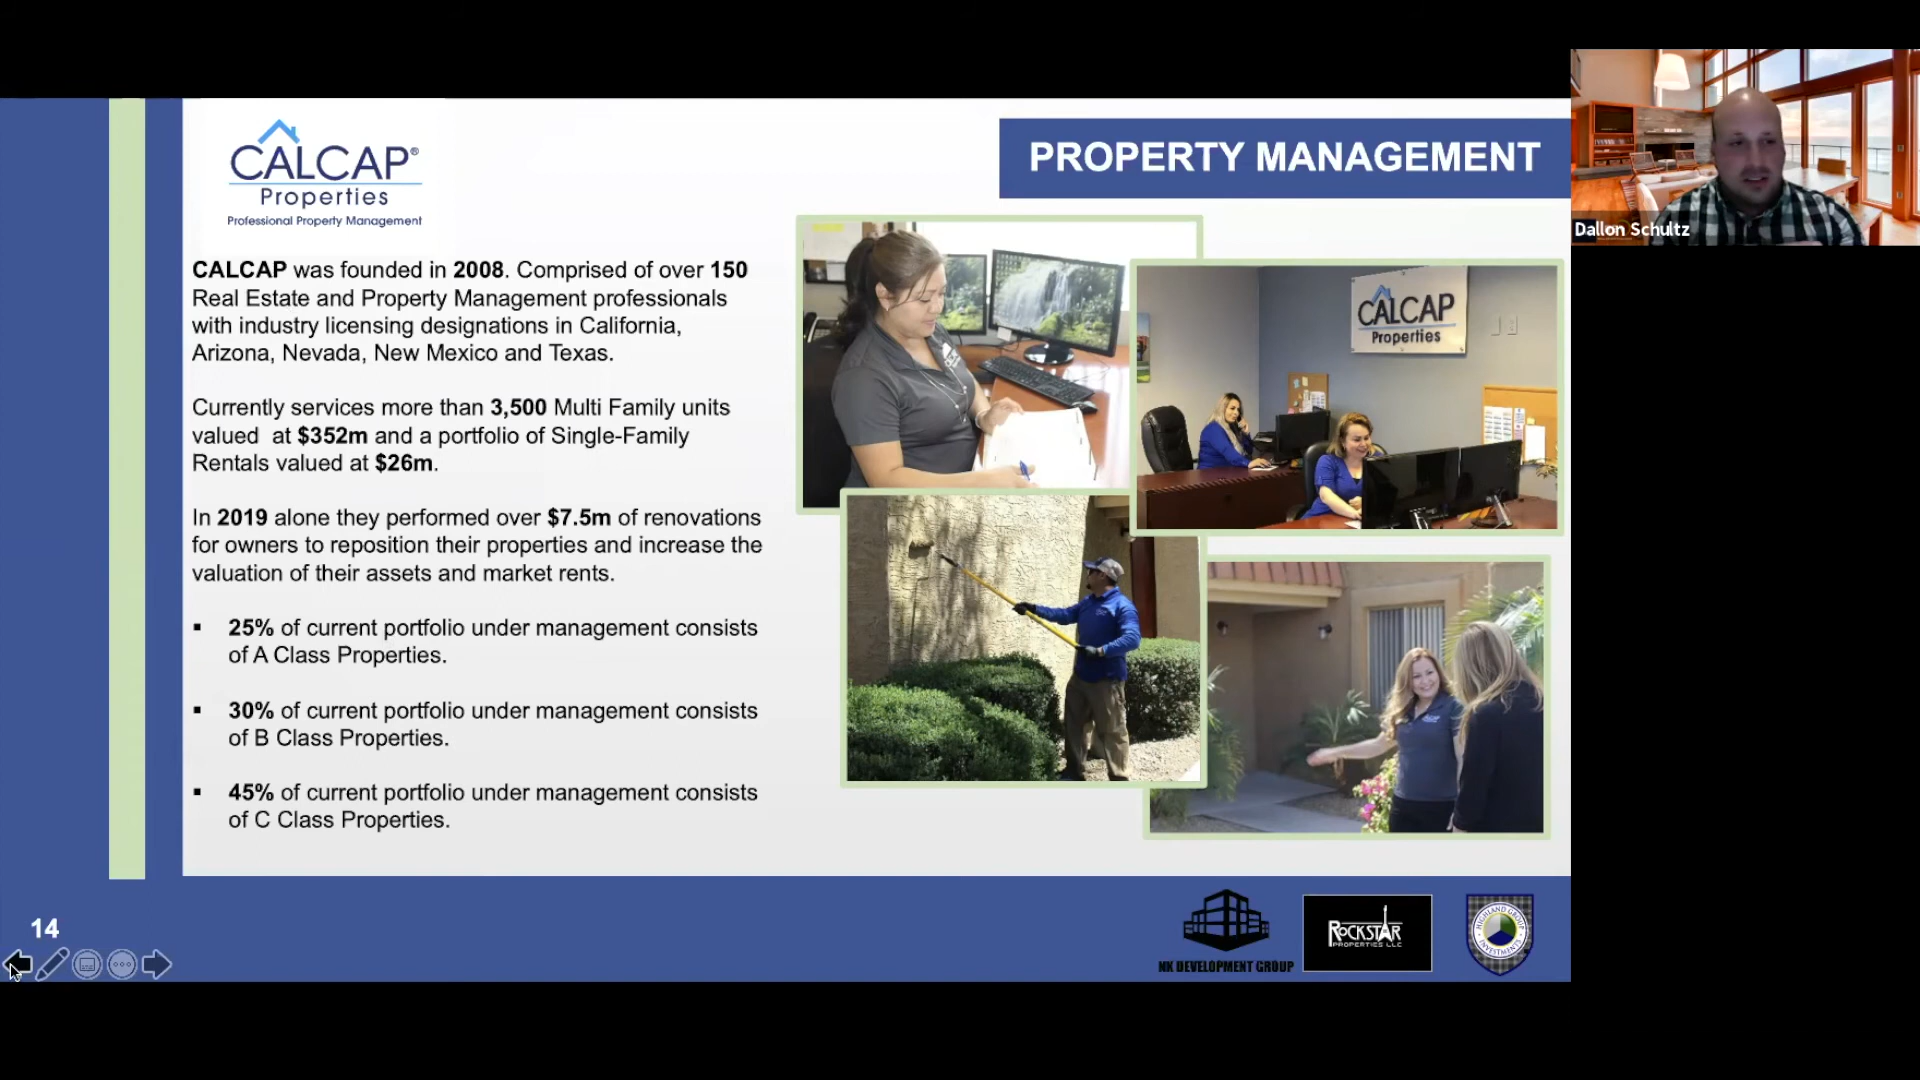 CALCAP®
Properties
Professional Property Management
PROPERTY MANAGEMENT
Dallon Schultz
CALCAP was founded in 2008. Comprised of over 150
Real Estate and Property Management professionals
with industry licensing designations in California,
Arizona, Nevada, New Mexico and Texas.
Currently services more than 3,500 Multi Family units
valued at $352m and a portfolio of Single-Family
Rentals valued at $26m.
In 2019 alone they performed over $7.5m of renovations
for owners to reposition their properties and increase the
valuation of their assets and market rents.
▪ 25% of current portfolio under management consists
of A Class Properties.
▪ 30% of current portfolio under management consists
of B Class Properties.
▪ 45% of current portfolio under management consists
of C Class Properties.
CALCAP
Properties
14
NK DEVELOPMENT GROUP
ROCKSTAR
PROPERTIES LLC
HIGHLAND GROUP
INVESTMENTS